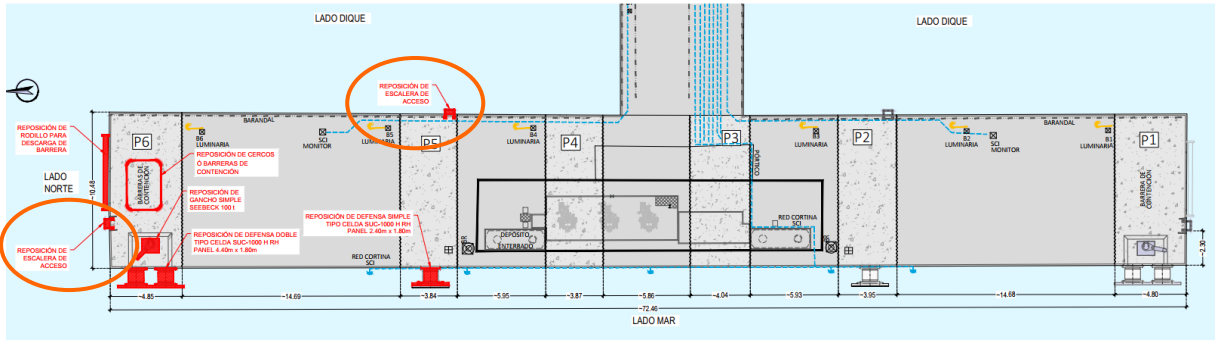 LADO DIQUE
LADO DIQUE
REPOSICIÓN DE
ESCALERA DE
ACCESO
REPOSICIÓN DE
RODILLO PARA
DESCARGA DE
BARRERA
BARANDAL
BARANDAL
P6
B6
LUMINARIA
SCI
MONITOR
B5
LUMINARIA
P5
B4
LUMINARIA
P4
P3
PÓRTICO
B3
LUMINARIA
P2
B2
LUMINARIA
SCI
MONITOR
B1
LUMINARIA
P1
REPOSICIÓN DE CERCOS
Ó BARRERAS DE
CONTENCIÓN
BARRERAS DE
CONTENCIÓN
LADO
NORTE
~10.48
REPOSICIÓN DE
GANCHO SIMPLE
SEEBECK 100 t
REPOSICIÓN DE DEFENSA DOBLE
TIPO CELDA SUC-1000 H RH
PANEL 4.40m x 1.80m
REPOSICIÓN DE DEFENSA SIMPLE
TIPO CELDA SUC-1000 H RH
PANEL 2.40m x 1.80m
REPOSICIÓN DE
ESCALERA DE
ACCESO
DEPÓSITO
ENTERRADO
RED CORTINA
SCI
RED CORTINA
SCI
BARRERA DE
CONTENCIÓN
~2.30
~4.85
~14.69
~3.84
~5.95
~3.87
~5.86
~4.04
~5.93
~3.95
~14.68
~4.80
~72.46
LADO MAR